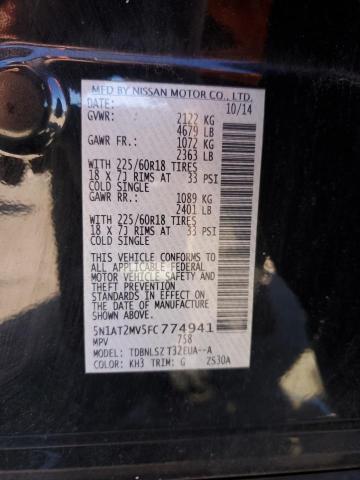 MFD BY NISSAN MOTOR CO., LTD.
DATE: 10/14
GVWR: 2122 KG
4679 LB
GAWR FR.: 1072 KG
2363 LB
WITH 225/60R18 TIRES
18 X 7J RIMS AT 33 PSI
COLD SINGLE
GAWR RR.: 1089 KG
2401 LB
WITH 225/60R18 TIRES
18 X 7J RIMS AT 33 PSI
COLD SINGLE
THIS VEHICLE CONFORMS TO
ALL APPLICABLE FEDERAL
MOTOR VEHICLE SAFETY AND
THEFT PREVENTION
STANDARDS IN EFFECT ON
THE DATE OF MANUFACTURE
SHOWN ABOVE.
5N1AT2MV5FC774941
MPV 758
MODEL: TDBNLSZ T32EUA--A
COLOR: KH3 TRIM: G ZS30A